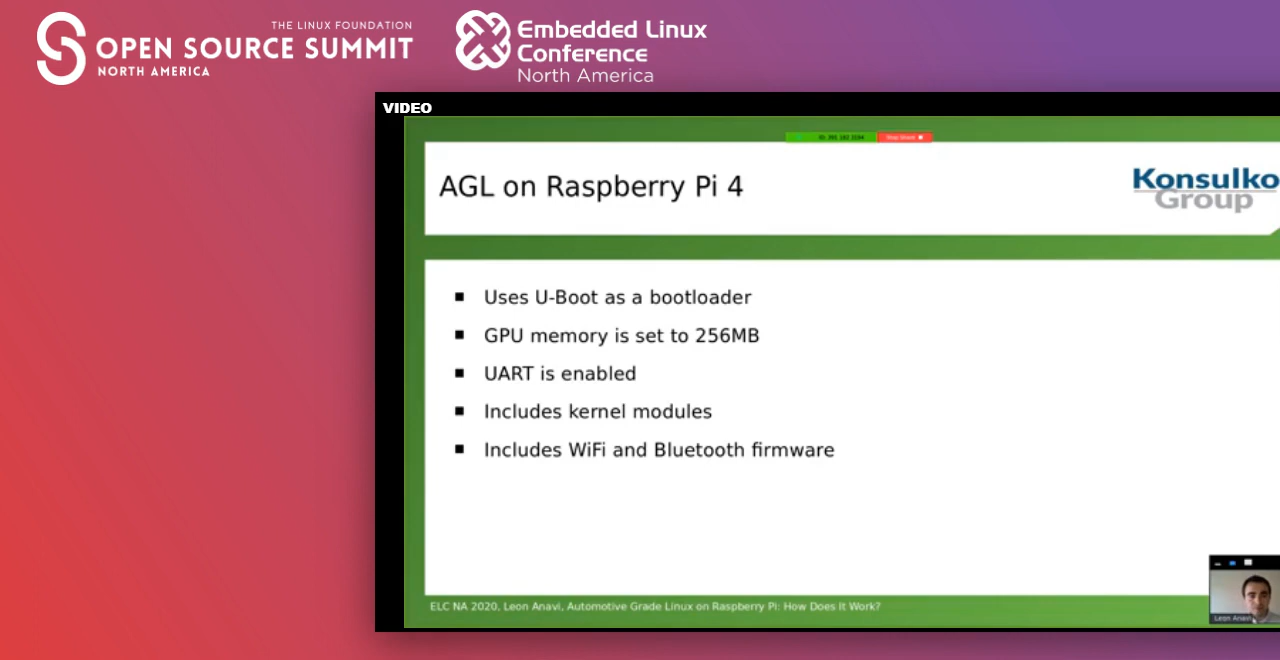 THE LINUX FOUNDATION
OPEN SOURCE SUMMIT
NORTH AMERICA
Embedded Linux
Conference
North America
VIDEO
AGL on Raspberry Pi 4
Konsulko
Group
Uses U-Boot as a bootloader
GPU memory is set to 256MB
UART is enabled
Includes kernel modules
Includes WiFi and Bluetooth firmware
ELC NA 2020, Leon Anavi, Automotive Grade Linux on Raspberry Pi: How Does It Work?
Leon Anavi